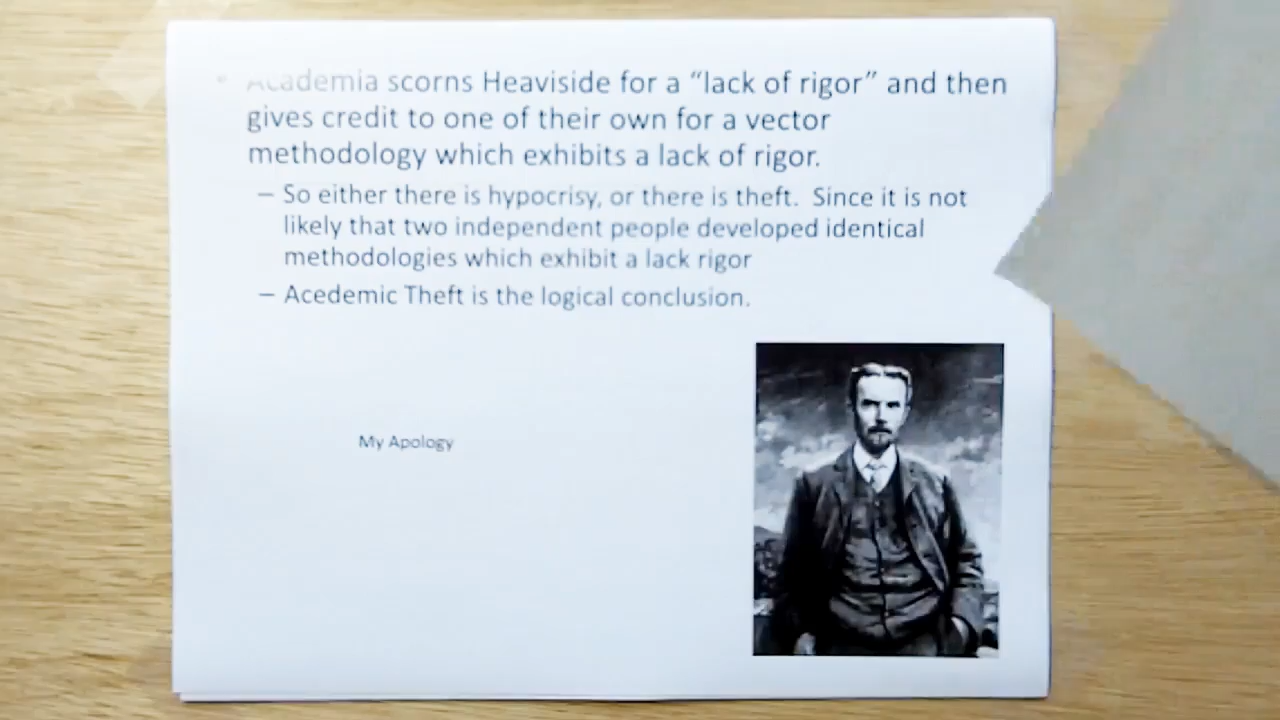 • Academia scorns Heaviside for a “lack of rigor” and then
gives credit to one of their own for a vector
methodology which exhibits a lack of rigor.
– So either there is hypocrisy, or there is theft. Since it is not
likely that two independent people developed identical
methodologies which exhibit a lack rigor
– Acedemic Theft is the logical conclusion.
My Apology